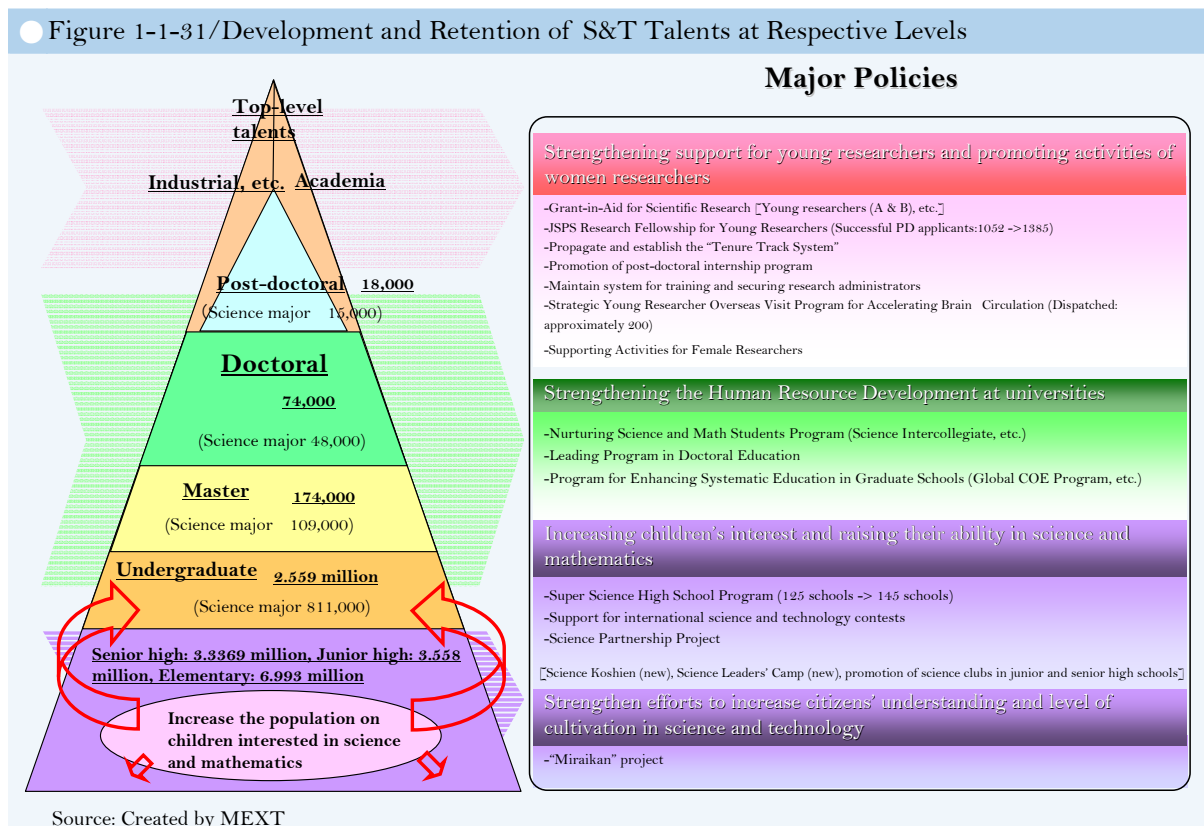 Figure 1-1-31/Development and Retention of S&T Talents at Respective Levels
Major Policies
Top-level
talents
Industrial, etc. Academia
Post-doctoral 18,000
(Science major 15,000)
Doctoral
74,000
(Science major 48,000)
Master 174,000
(Science major 109,000)
Undergraduate 2.559 million
(Science major 811,000)
Senior high: 3.3369 million, Junior high: 3.558
million, Elementary: 6.993 million
Increase the population on
children interested in science
and mathematics
Strengthening support for young researchers and promoting activities of
women researchers
-Grant-in-Aid for Scientific Research [Young researchers (A & B), etc.]
-JSPS Research Fellowship for Young Researchers (Successful PD applicants:1052 ->1385)
-Propagate and establish the “Tenure Track System”
-Promotion of post-doctoral internship program
-Maintain system for training and securing research administrators
-Strategic Young Researcher Overseas Visit Program for Accelerating Brain Circulation (Dispatched:
approximately 200)
-Supporting Activities for Female Researchers
Strengthening the Human Resource Development at universities
-Nurturing Science and Math Students Program (Science Intercollegiate, etc.)
-Leading Program in Doctoral Education
-Program for Enhancing Systematic Education in Graduate Schools (Global COE Program, etc.)
Increasing children’s interest and raising their ability in science and
mathematics
-Super Science High School Program (125 schools -> 145 schools)
-Support for international science and technology contests
-Science Partnership Project
[Science Koshien (new), Science Leaders’ Camp (new), promotion of science clubs in junior and senior high schools]
Strengthen efforts to increase citizens’ understanding and level of
cultivation in science and technology
-“Miraikan” project
Source: Created by MEXT